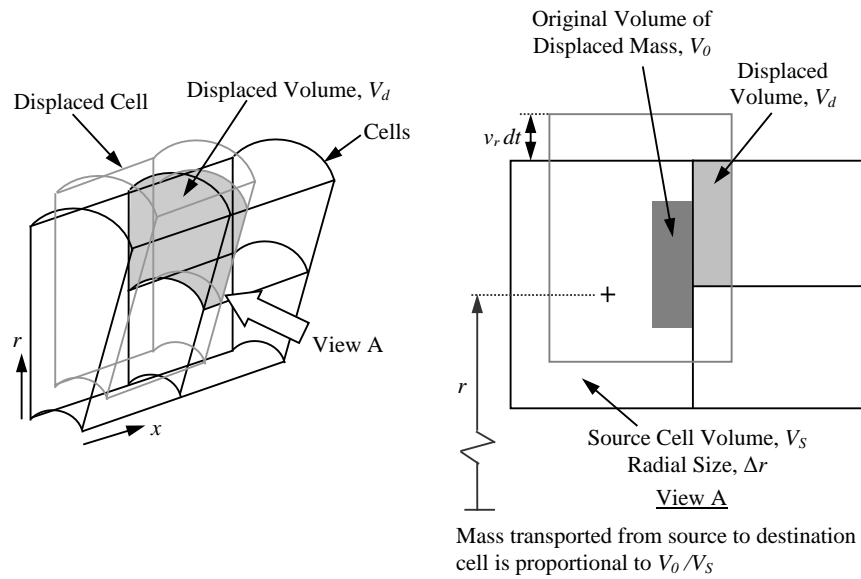 Displaced Cell
Displaced Volume, V_d
Cells
r
x
View A
Original Volume of
Displaced Mass, V_0
Displaced
Volume, V_d
v_r dt
r
Source Cell Volume, V_S
Radial Size, Δr
View A
Mass transported from source to destination
cell is proportional to V_0 /V_S